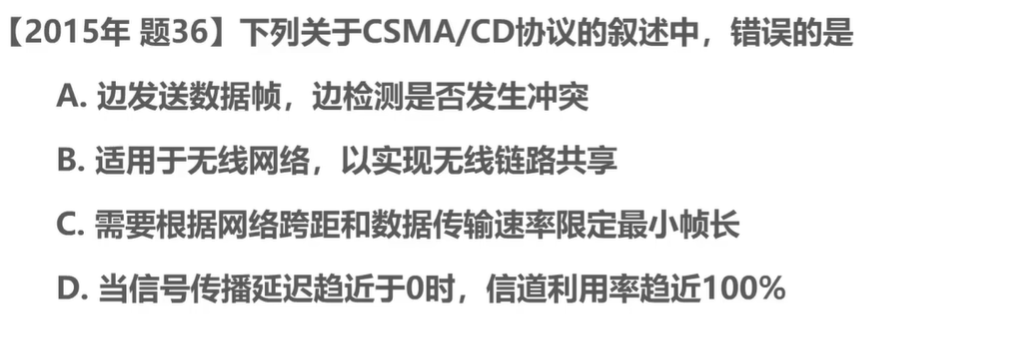 【2015年 题36】下列关于CSMA/CD协议的叙述中，错误的是
A. 边发送数据帧，边检测是否发生冲突
B. 适用于无线网络，以实现无线链路共享
C. 需要根据网络跨距和数据传输速率限定最小帧长
D. 当信号传播延迟趋近于0时，信道利用率趋近100%